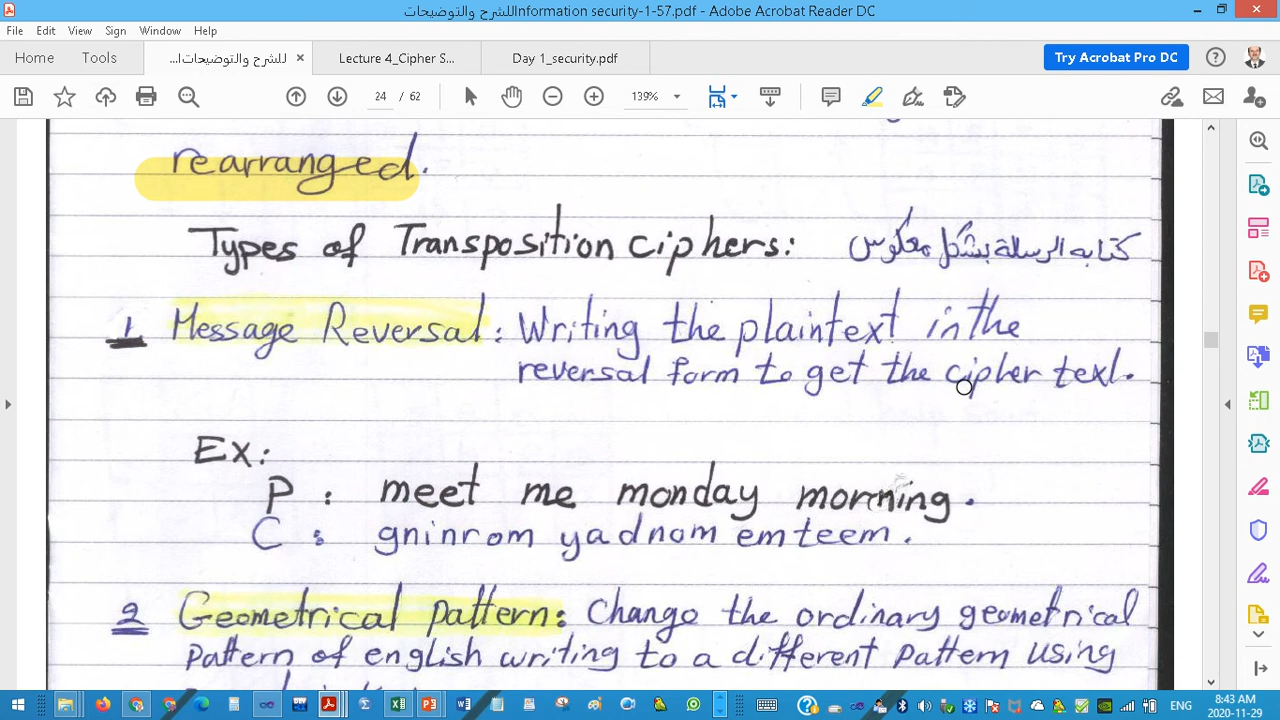 للشرح والتوضيحاتInformation security-1-57.pdf - Adobe Acrobat Reader DC
File Edit View Sign Window Help
Home Tools للشرح والتوضيحات... × Lecture 4_Cipher S... Day 1_security.pdf Try Acrobat Pro DC
24 / 62 139%
rearranged.
Types of Transposition ciphers: كتابه الرسالة بشكل معكوس
1 Message Reversal: Writing the plaintext in the
reversal form to get the cipher text.
Ex:
P : meet me monday morning.
C : gninrom yadnom emteem.
2 Geometrical pattern: Change the ordinary geometrical
pattern of english writing to a different pattern using
ENG 8:43 AM
2020-11-29